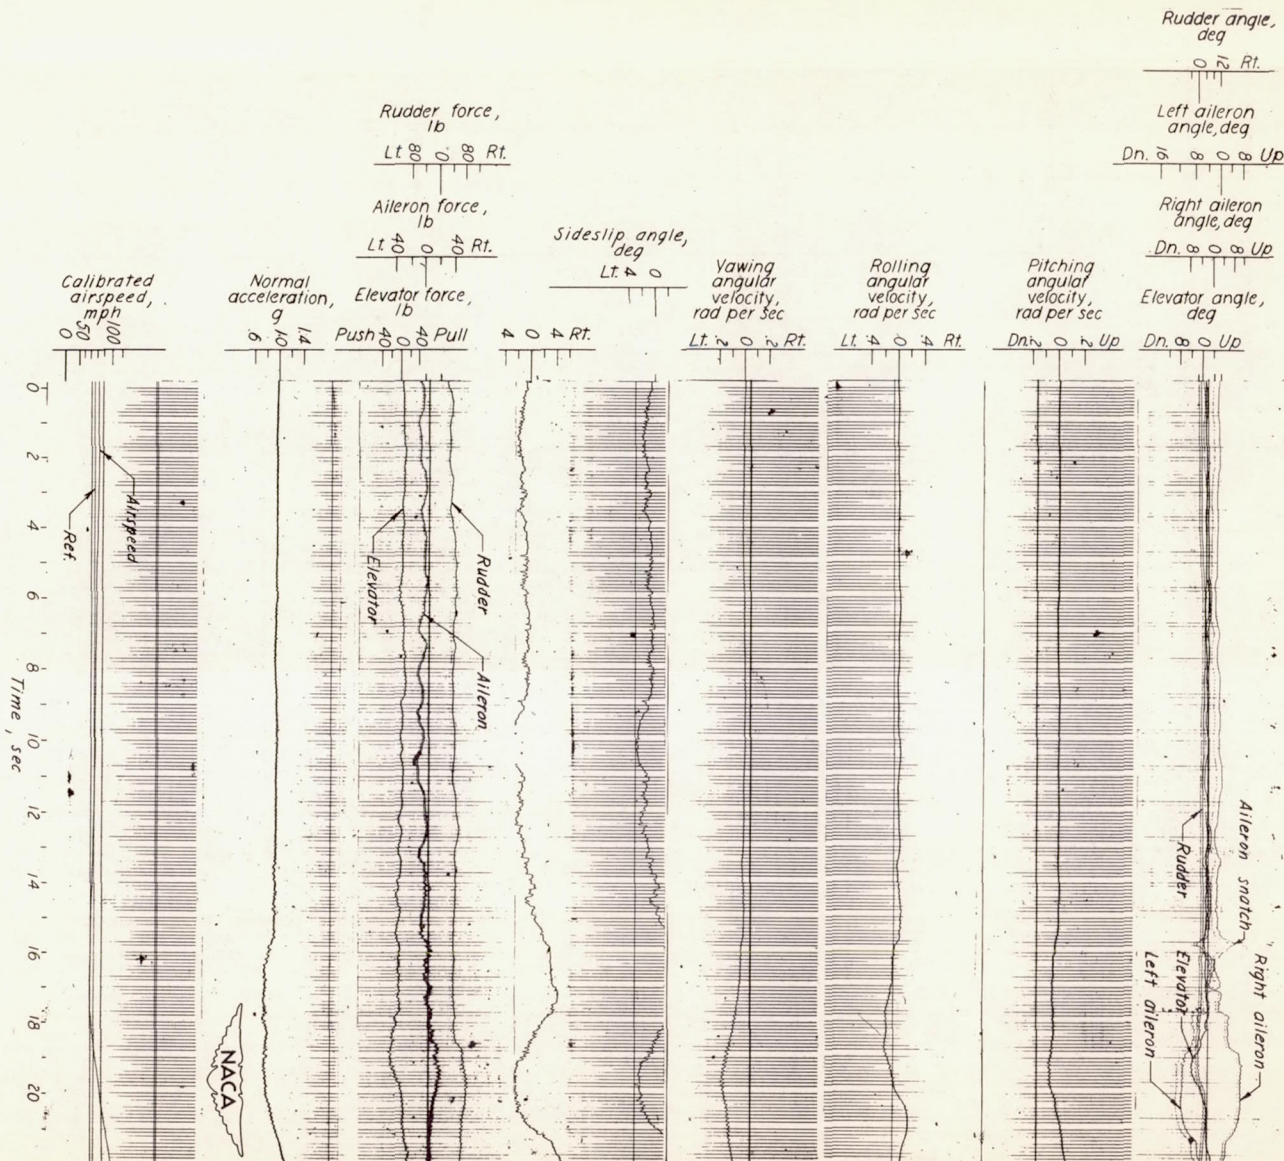 Rudder angle,
deg
0 12 Rt.
Left aileron
angle, deg
Dn. 16 8 0 8 Up
Right aileron
angle, deg
Dn. 8 0 8 Up
Elevator angle,
deg
Dn. 8 0 Up
Rudder force,
lb
Lt 80 0 80 Rt.
Aileron force,
lb
Lt 40 0 40 Rt.
Elevator force,
lb
Push 40 0 40 Pull
Sideslip angle,
deg
Lt. 4 0
4 0 4 Rt.
Calibrated
airspeed,
mph
0 50 100
Normal
acceleration,
g
.6 1.0 1.4
Yawing
angular
velocity,
rad per sec
Lt. .2 0 .2 Rt.
Rolling
angular
velocity,
rad per sec
Lt. .4 0 .4 Rt.
Pitching
angular
velocity,
rad per sec
Dn. .2 0 .2 Up
0
2
4
6
8
10
12
14
16
18
20
Time, sec
Airspeed
Ref.
Elevator
Rudder
Aileron
NACA
Rudder
Aileron snatch
Elevator
Left aileron
Right aileron